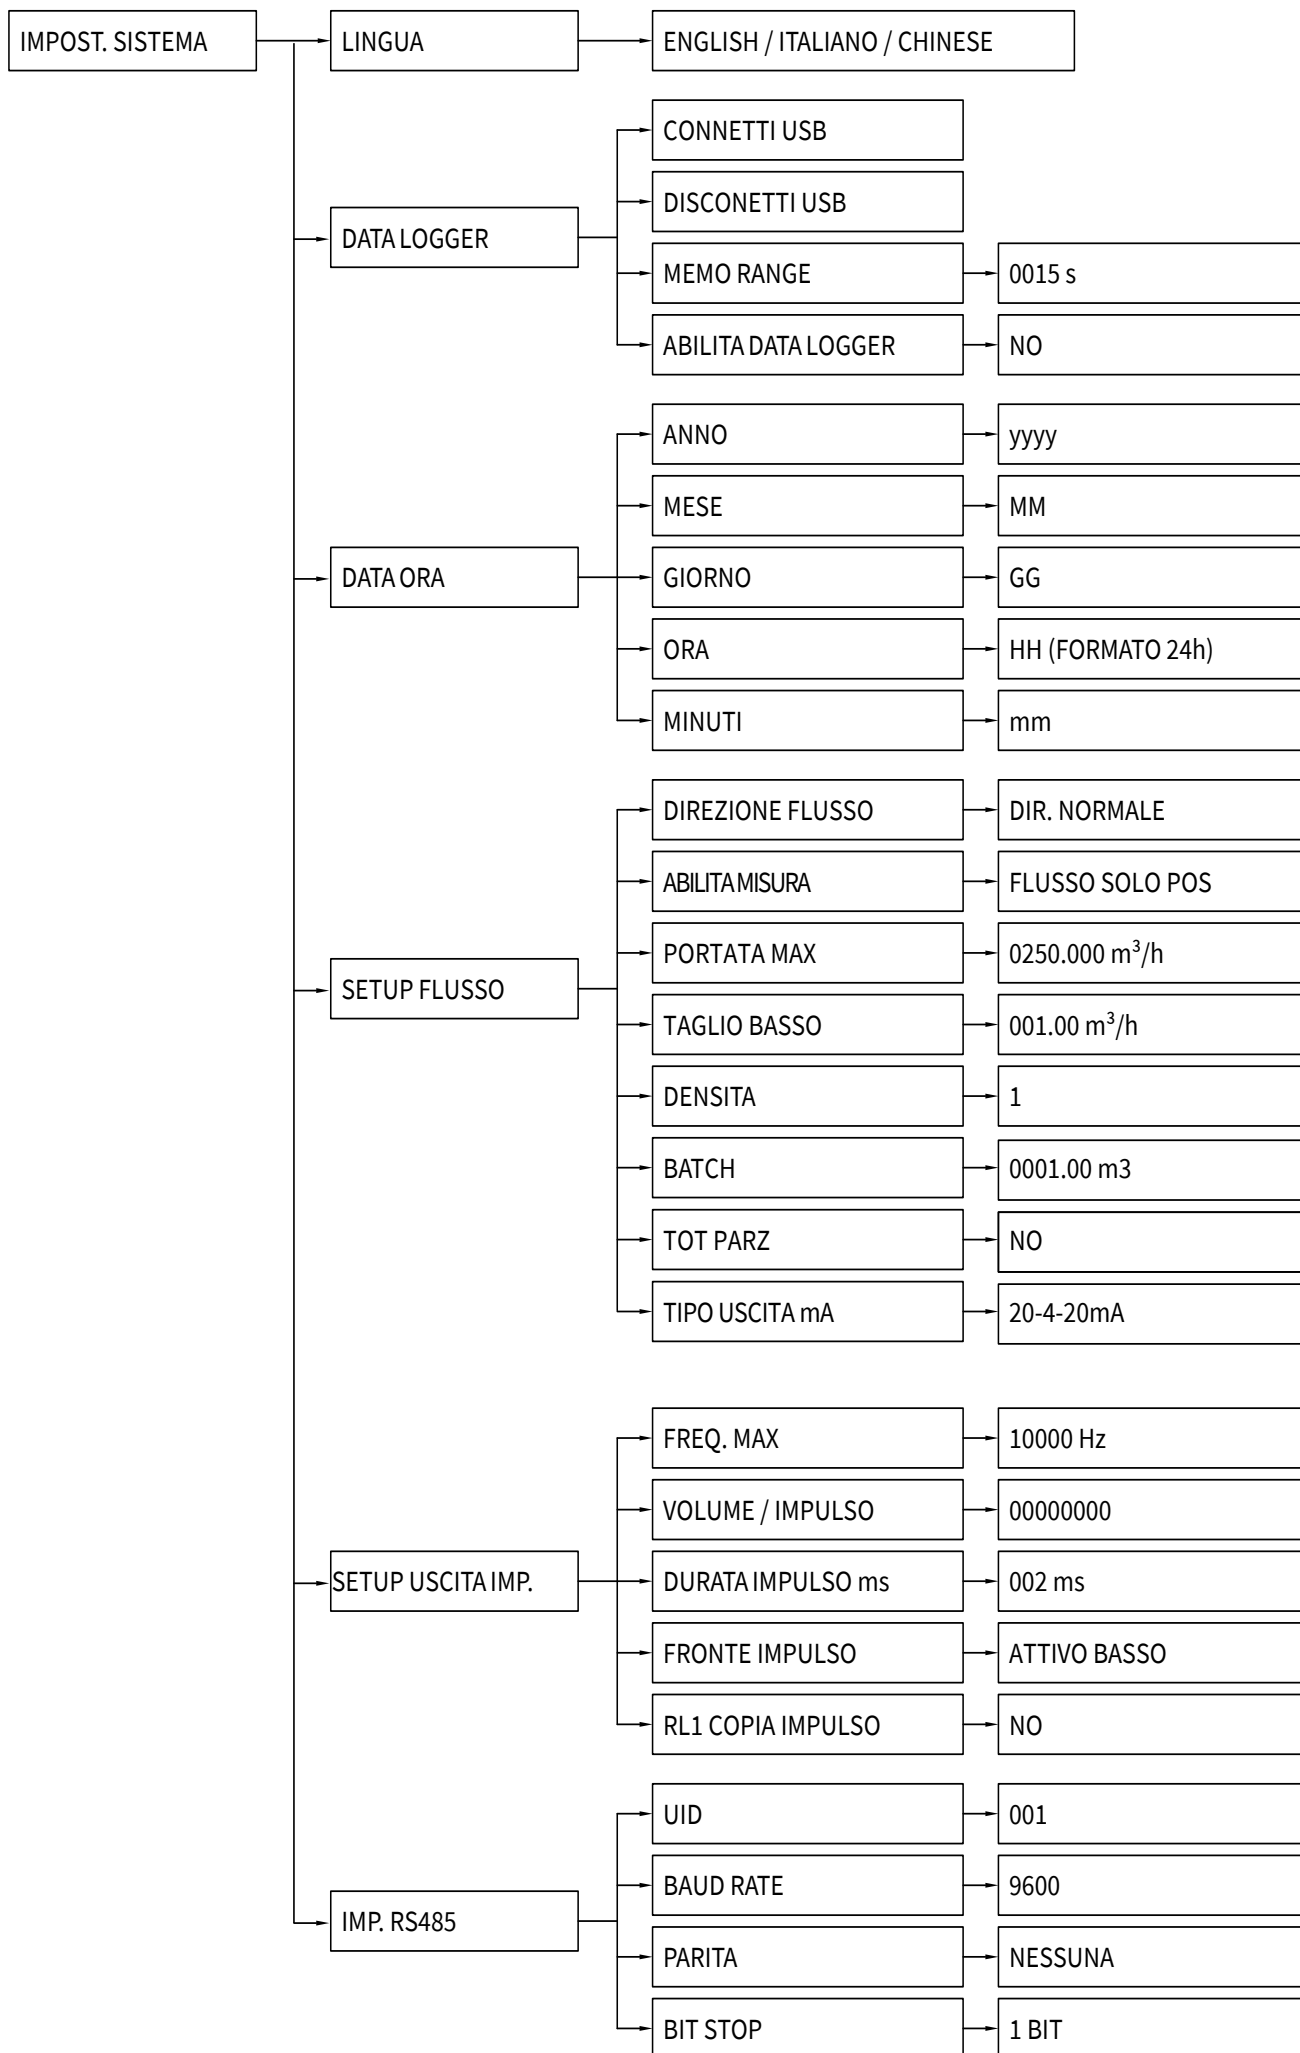 IMPOST. SISTEMA
LINGUA
ENGLISH / ITALIANO / CHINESE
DATA LOGGER
CONNETTI USB
DISCONETTI USB
MEMO RANGE
0015 s
ABILITA DATA LOGGER
NO
DATA ORA
ANNO
yyyy
MESE
MM
GIORNO
GG
ORA
HH (FORMATO 24h)
MINUTI
mm
SETUP FLUSSO
DIREZIONE FLUSSO
DIR. NORMALE
ABILITA MISURA
FLUSSO SOLO POS
PORTATA MAX
0250.000 m³/h
TAGLIO BASSO
001.00 m³/h
DENSITA
1
BATCH
0001.00 m3
TOT PARZ
NO
TIPO USCITA mA
20-4-20mA
SETUP USCITA IMP.
FREQ. MAX
10000 Hz
VOLUME / IMPULSO
00000000
DURATA IMPULSO ms
002 ms
FRONTE IMPULSO
ATTIVO BASSO
RL1 COPIA IMPULSO
NO
IMP. RS485
UID
001
BAUD RATE
9600
PARITA
NESSUNA
BIT STOP
1 BIT